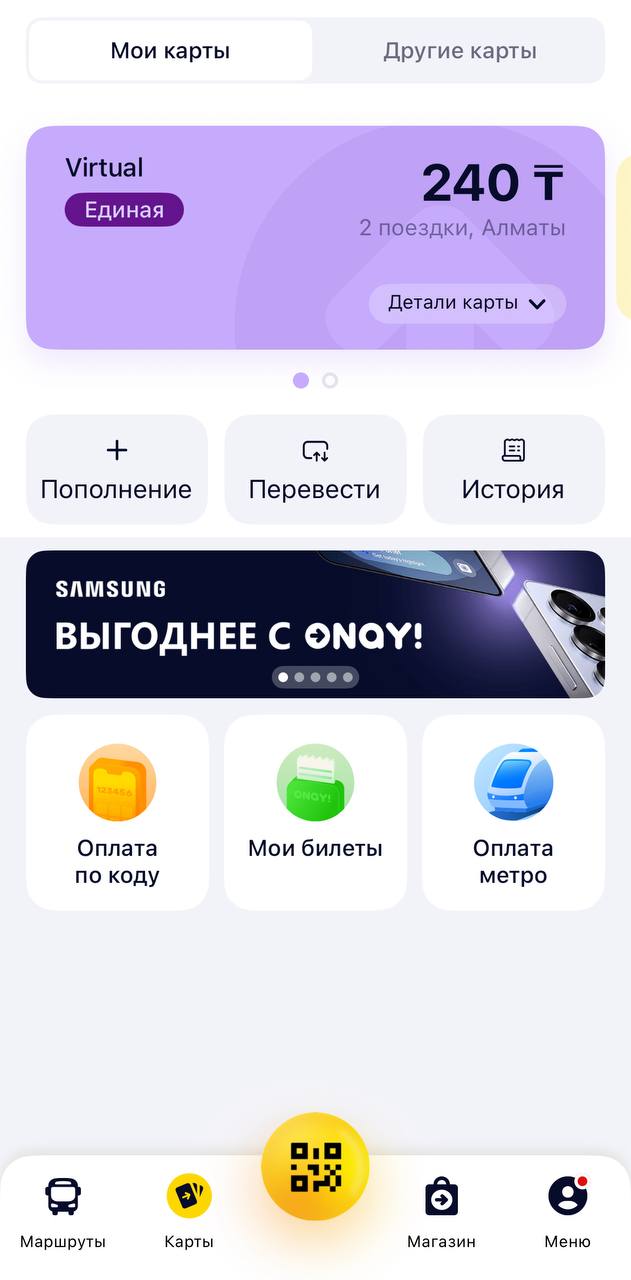 Мои карты
Другие карты
Virtual
240 ₸
Единая
2 поездки, Алматы
Детали карты
Пополнение
Перевести
История
SAMSUNG
ВЫГОДНЕЕ С ONAY!
123456
ONAY!
Оплата
по коду
Мои билеты
Оплата
метро
Маршруты
Карты
Магазин
Меню